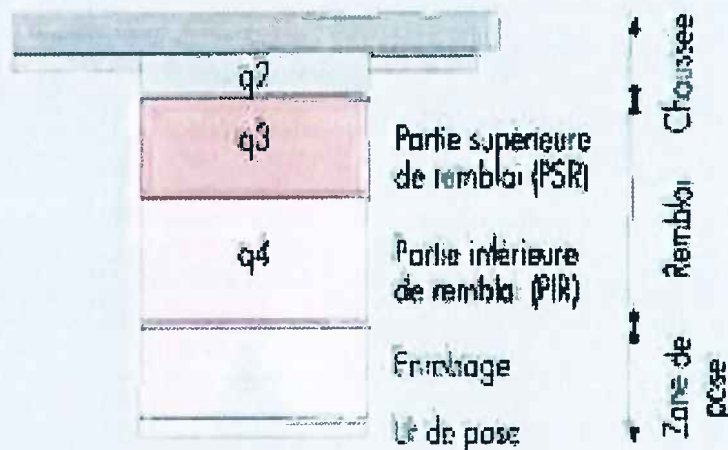 q2
q3
Partie supérieure
de remblai (PSR)
q4
Partie inférieure
de remblai (PIR)
Enrobage
Lit de pose
Chaussée
Remblai
Zone de
pose